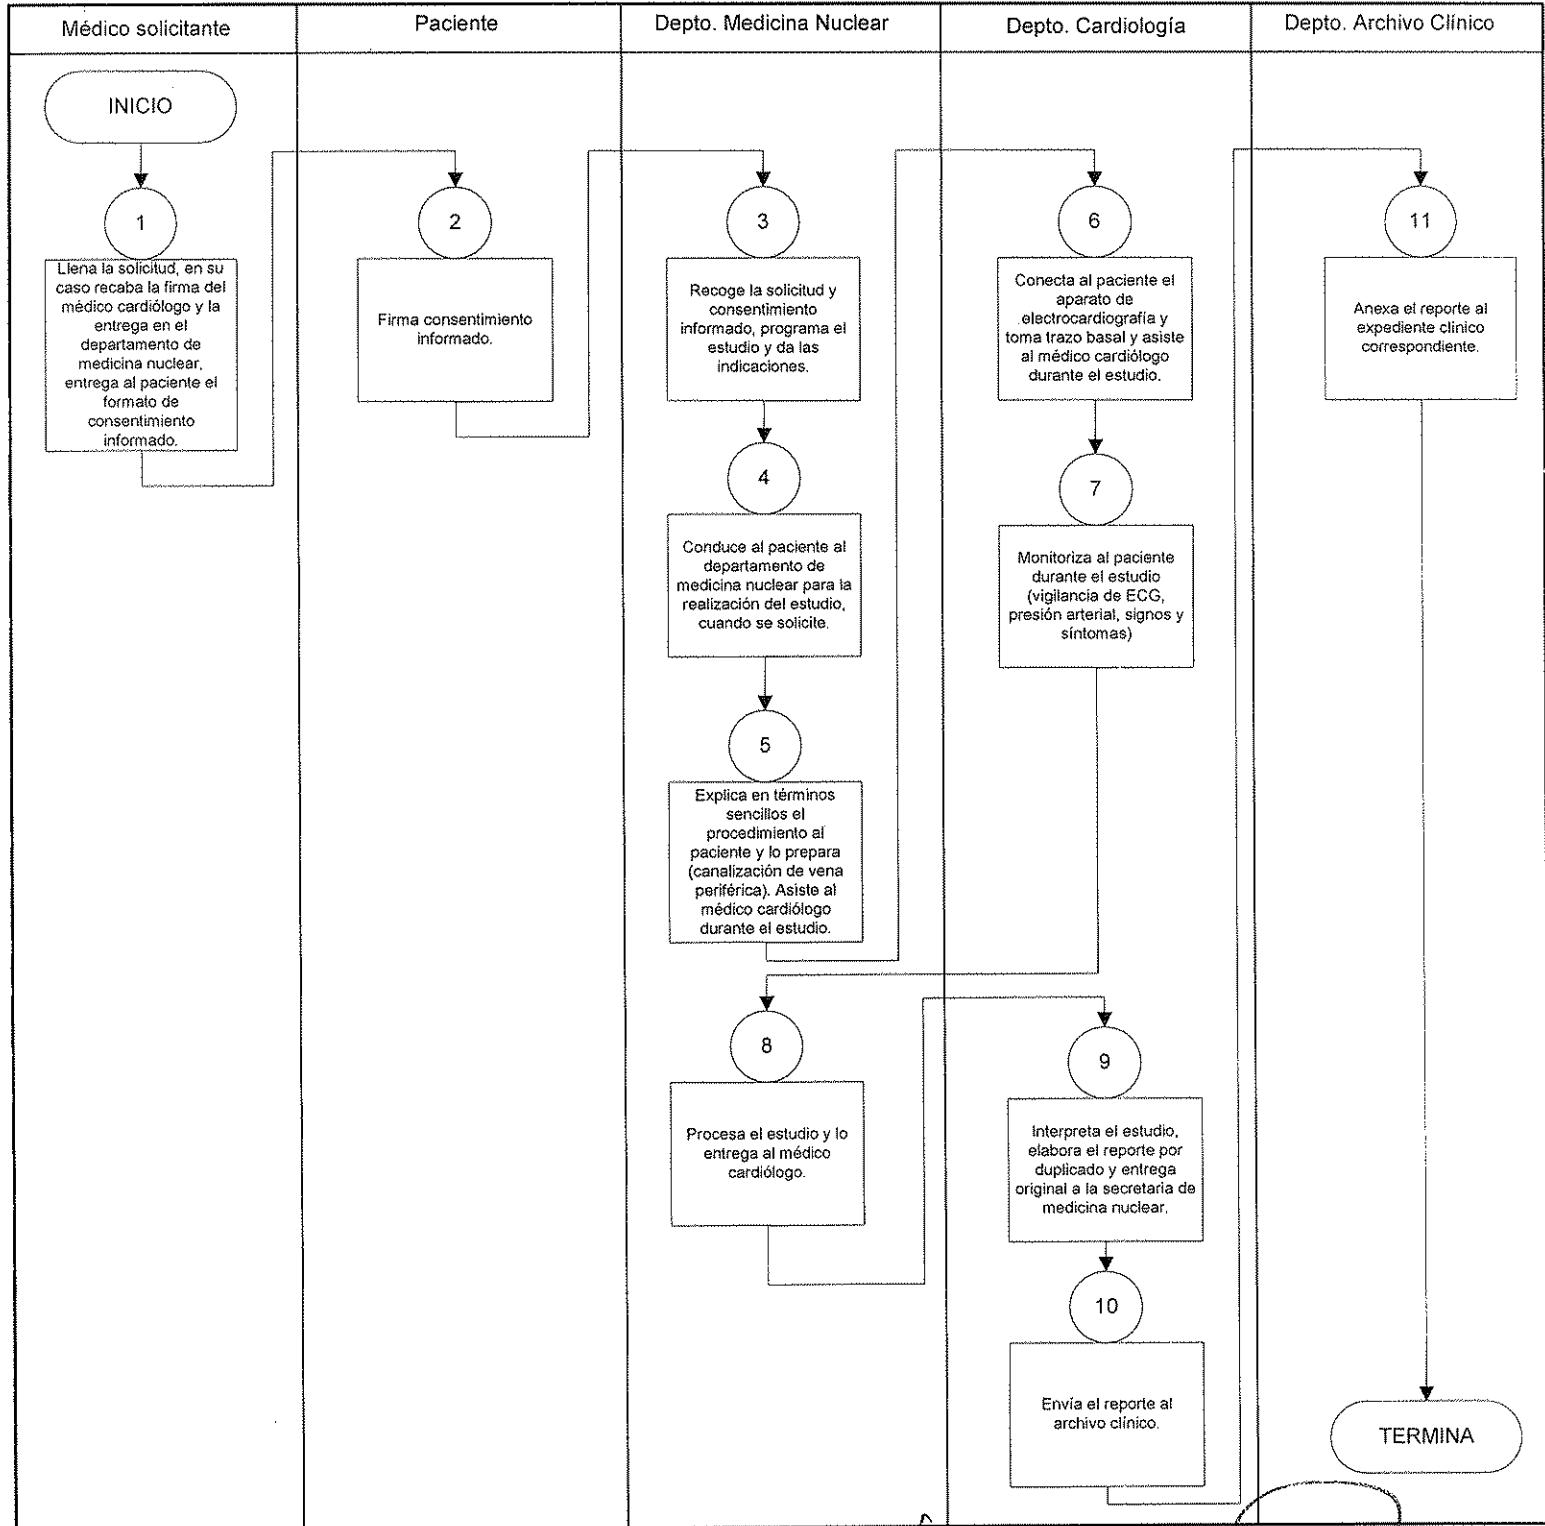 Médico solicitante
Paciente
Depto. Medicina Nuclear
Depto. Cardiología
Depto. Archivo Clínico
INICIO
1
Llena la solicitud, en su
caso recaba la firma del
médico cardiólogo y la
entrega en el
departamento de
medicina nuclear,
entrega al paciente el
formato de
consentimiento
informado.
2
Firma consentimiento
informado.
3
Recoge la solicitud y
consentimiento
informado, programa el
estudio y da las
indicaciones.
4
Conduce al paciente al
departamento de
medicina nuclear para la
realización del estudio,
cuando se solicite.
5
Explica en términos
sencillos el
procedimiento al
paciente y lo prepara
(canalización de vena
periférica). Asiste al
médico cardiólogo
durante el estudio.
6
Conecta al paciente el
aparato de
electrocardiografía y
toma trazo basal y asiste
al médico cardiólogo
durante el estudio.
7
Monitoriza al paciente
durante el estudio
(vigilancia de ECG,
presión arterial, signos y
síntomas)
8
Procesa el estudio y lo
entrega al médico
cardiólogo.
9
Interpreta el estudio,
elabora el reporte por
duplicado y entrega
original a la secretaria de
medicina nuclear.
10
Envía el reporte al
archivo clínico.
11
Anexa el reporte al
expediente clínico
correspondiente.
TERMINA